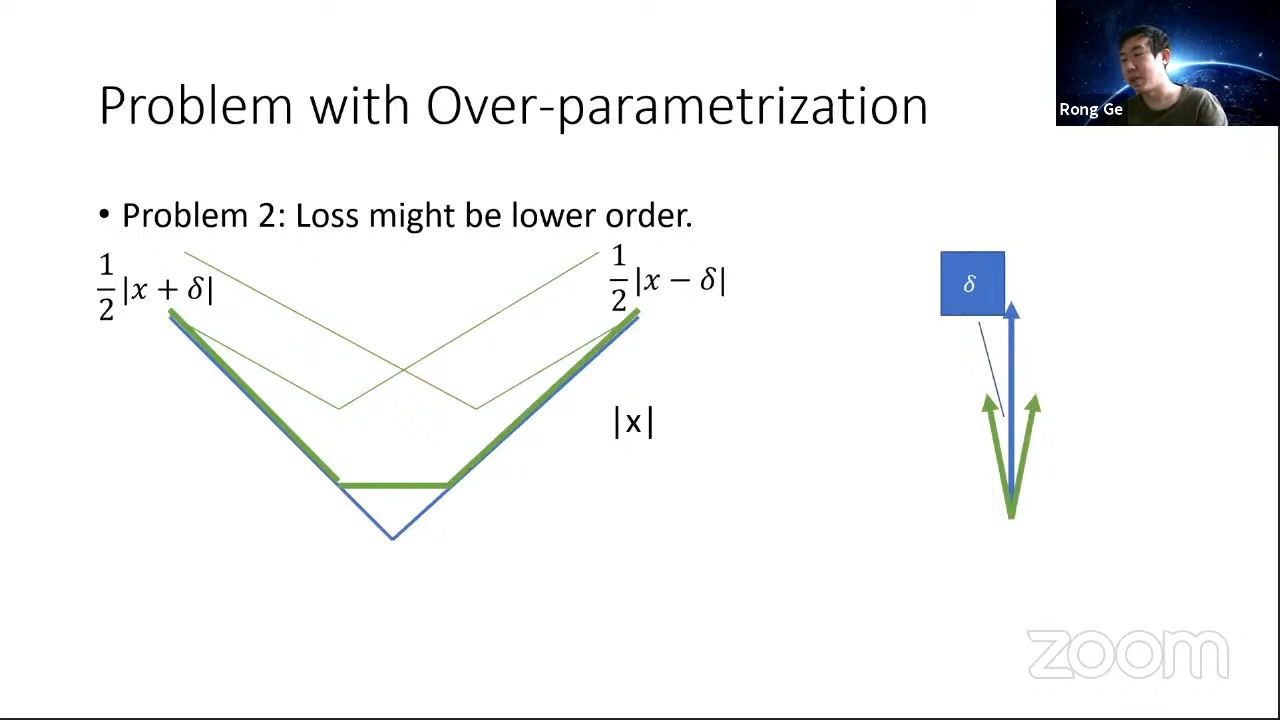 Rong Ge
Problem with Over-parametrization
• Problem 2: Loss might be lower order.
1/2 |x + δ|
1/2 |x − δ|
δ
|x|
zoom